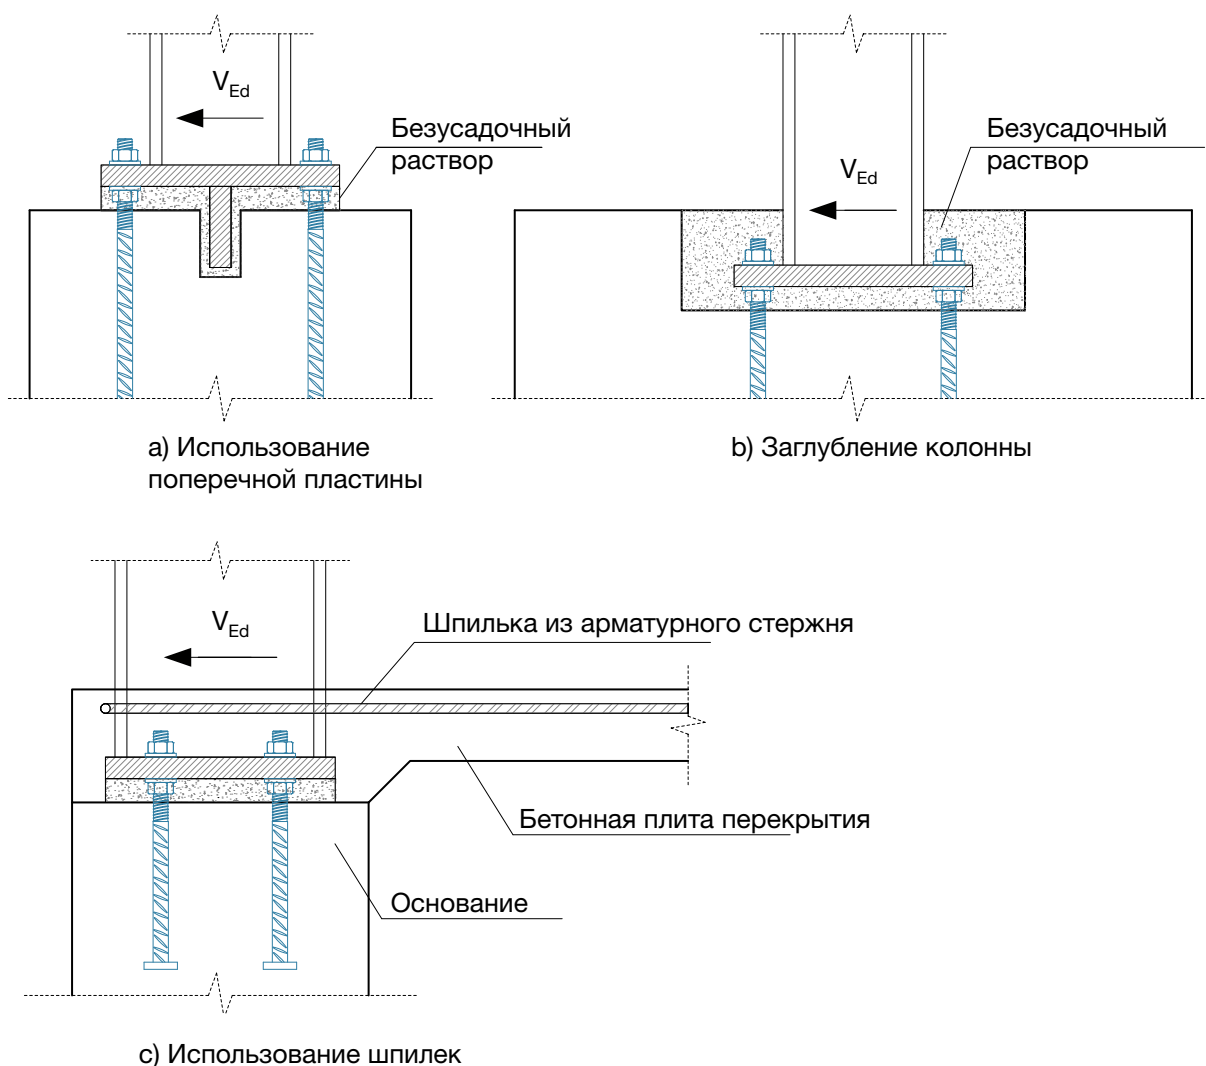 V_Ed
Безусадочный
раствор
V_Ed
Безусадочный
раствор
a) Использование
поперечной пластины
b) Заглубление колонны
V_Ed
Шпилька из арматурного стержня
Бетонная плита перекрытия
Основание
c) Использование шпилек